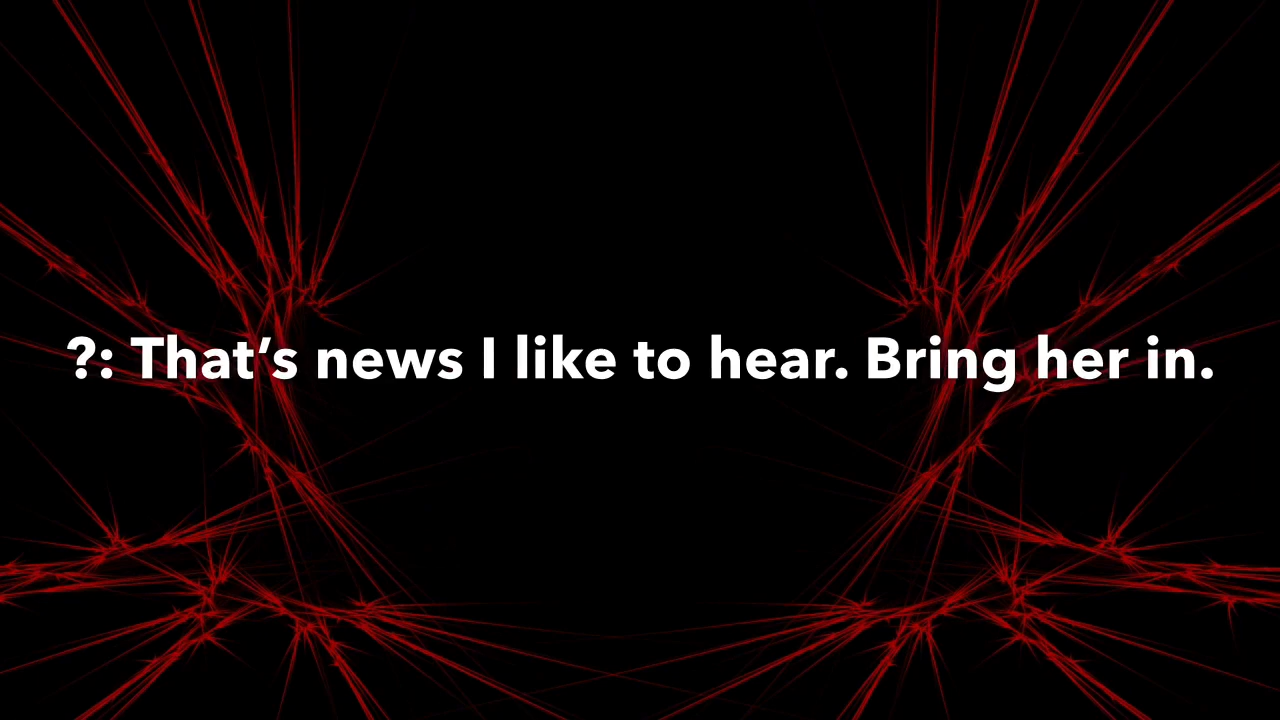 ?: That’s news I like to hear. Bring her in.